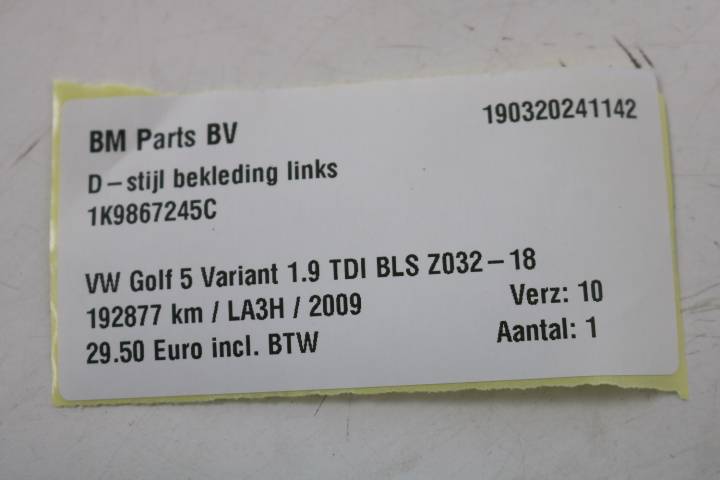 BM Parts BV 190320241142
D-stijl bekleding links
1K9867245C
VW Golf 5 Variant 1.9 TDI BLS Z032-18
192877 km / LA3H / 2009 Verz: 10
29.50 Euro incl. BTW Aantal: 1